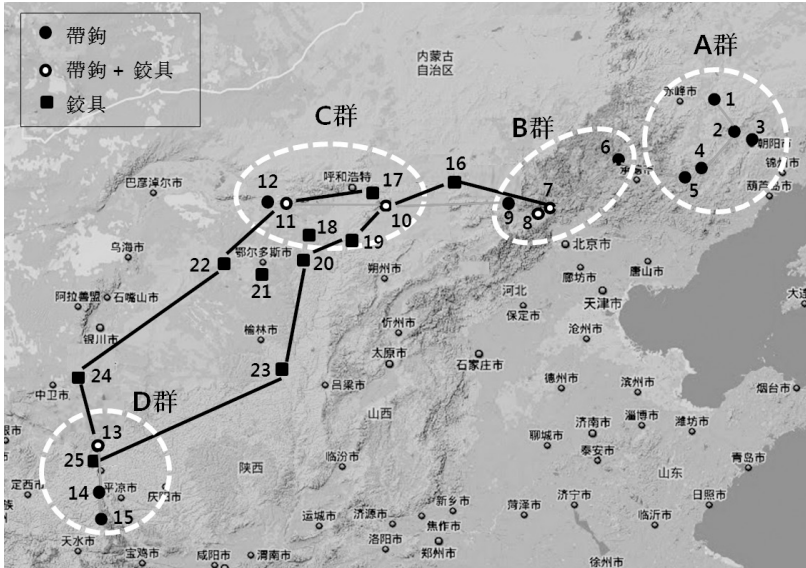 帶鉤
帶鉤 + 鉸具
鉸具
内蒙古
自治区
A群
B群
C群
D群
赤峰市
1
2
3
朝阳市
4
5
锦州市
葫芦岛市
6
承德市
7
8
9
16
12
呼和浩特
17
11
10
巴彦淖尔市
18
19
20
鄂尔多斯市
乌海市
22
21
朔州市
北京市
廊坊市
唐山市
天津市
大连
河北
保定市
沧州市
阿拉善盟
石嘴山市
银川市
榆林市
忻州市
太原市
石家庄市
23
24
中卫市
吕梁市
山西
德州市
滨州市
烟台市
13
25
临汾市
陕西
聊城市
济南市
淄博市
潍坊市
泰安市
青岛市
山东
定西市
14
平凉市
庆阳市
15
天水市
宝鸡市
咸阳市
渭南市
运城市
济源市
新乡市
焦作市
洛阳市
郑州市
菏泽市
济宁市
日照市
临沂市
徐州市